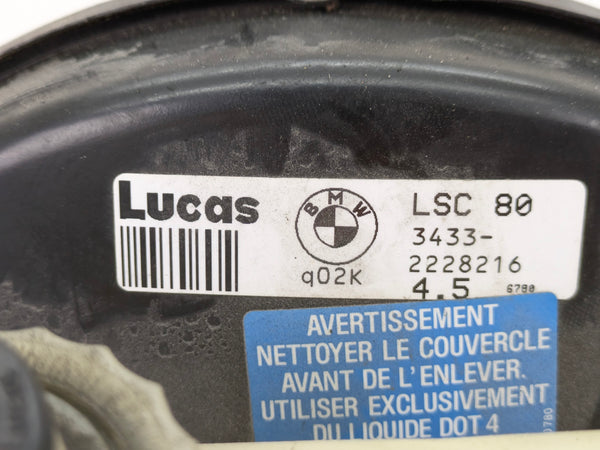 Lucas
BMW
q02K
LSC 80
3433-
2228216
4.5 6780
AVERTISSEMENT
NETTOYER LE COUVERCLE
AVANT DE L'ENLEVER.
UTILISER EXCLUSIVEMENT
DU LIQUIDE DOT 4
0780